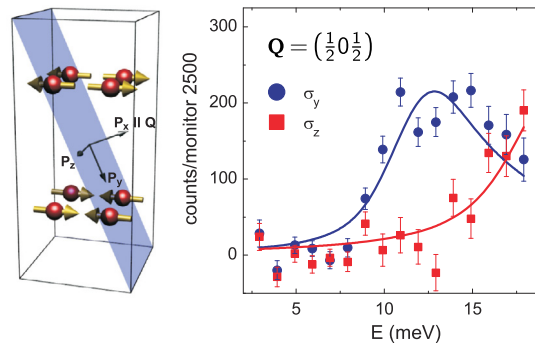 P_x II Q
P_z
P_y
counts/monitor 2500
300
200
100
0
Q = (1/2 0 1/2)
σ_y
σ_z
5
10
15
E (meV)